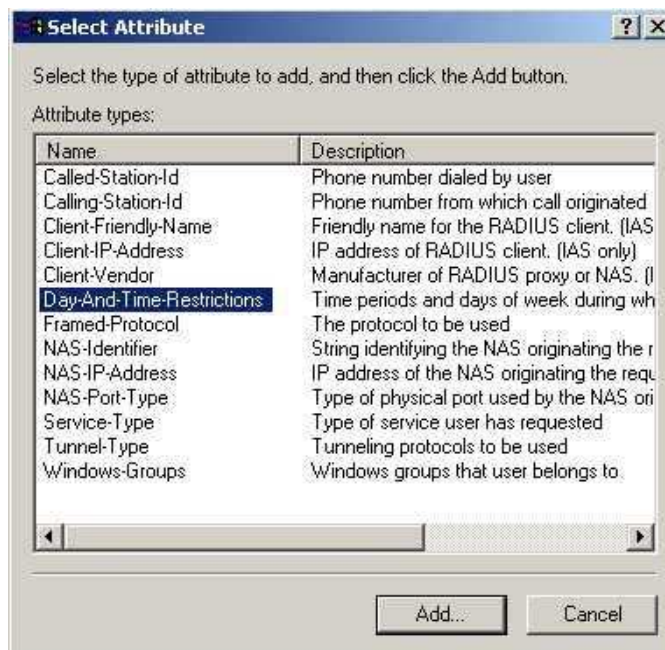 Select Attribute
Select the type of attribute to add, and then click the Add button.
Attribute types:
Name Description
Called-Station-Id Phone number dialed by user
Calling-Station-Id Phone number from which call originated
Client-Friendly-Name Friendly name for the RADIUS client. (IAS
Client-IP-Address IP address of RADIUS client. (IAS only)
Client-Vendor Manufacturer of RADIUS proxy or NAS. (I
Day-And-Time-Restrictions Time periods and days of week during wh
Framed-Protocol The protocol to be used
NAS-Identifier String identifying the NAS originating the r
NAS-IP-Address IP address of the NAS originating the requ
NAS-Port-Type Type of physical port used by the NAS ori
Service-Type Type of service user has requested
Tunnel-Type Tunneling protocols to be used
Windows-Groups Windows groups that user belongs to
Add... Cancel